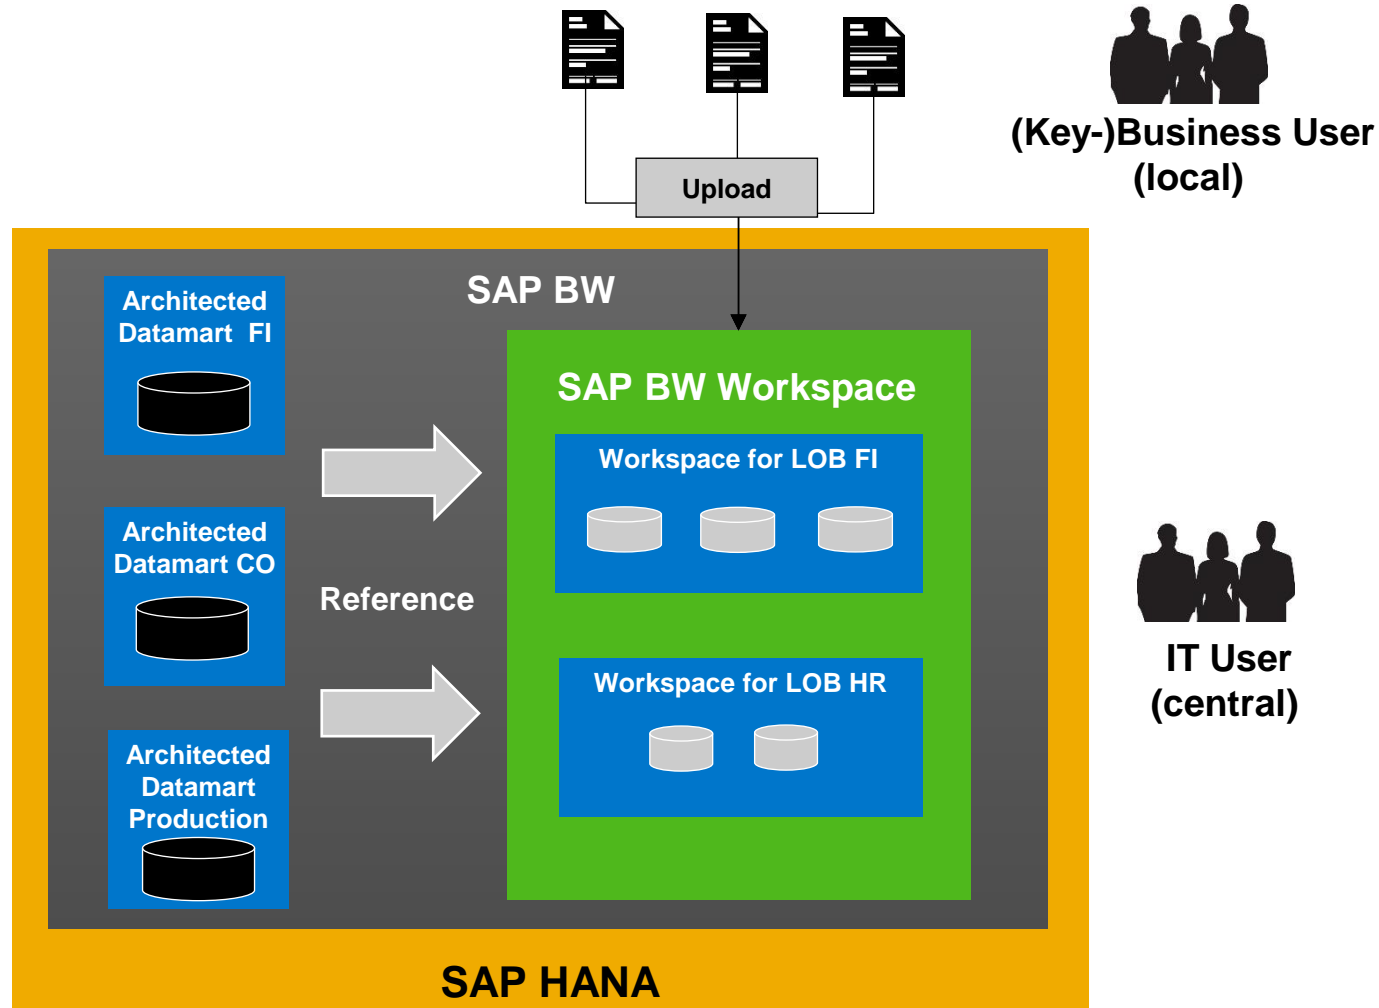 (Key-)Business User
(local)
Upload
SAP BW
Architected
Datamart FI
SAP BW Workspace
Workspace for LOB FI
Architected
Datamart CO
Reference
IT User
(central)
Workspace for LOB HR
Architected
Datamart
Production
SAP HANA